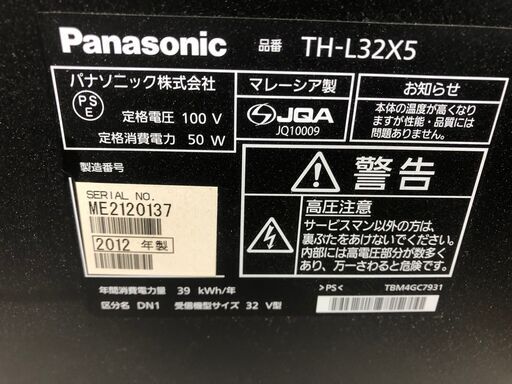 Panasonic 品番 TH-L32X5
パナソニック株式会社
PS
E
定格電圧 100 V
定格消費電力 50 W
マレーシア製
JQA
JQ10009
お知らせ
本体の温度が高くなり
ますが性能・品質には
問題ありません。
製造番号
SERIAL NO.
ME2120137
2012 年製
警告
高圧注意
サービスマン以外の方は、
裏ぶたをあけないでください。
内部には高電圧部分が数多く
あり、万一さわると危険です。
年間消費電力量 39 kWh/年
区分名 DN1 受信機型サイズ 32 V型
>PS< TBM4GC7931